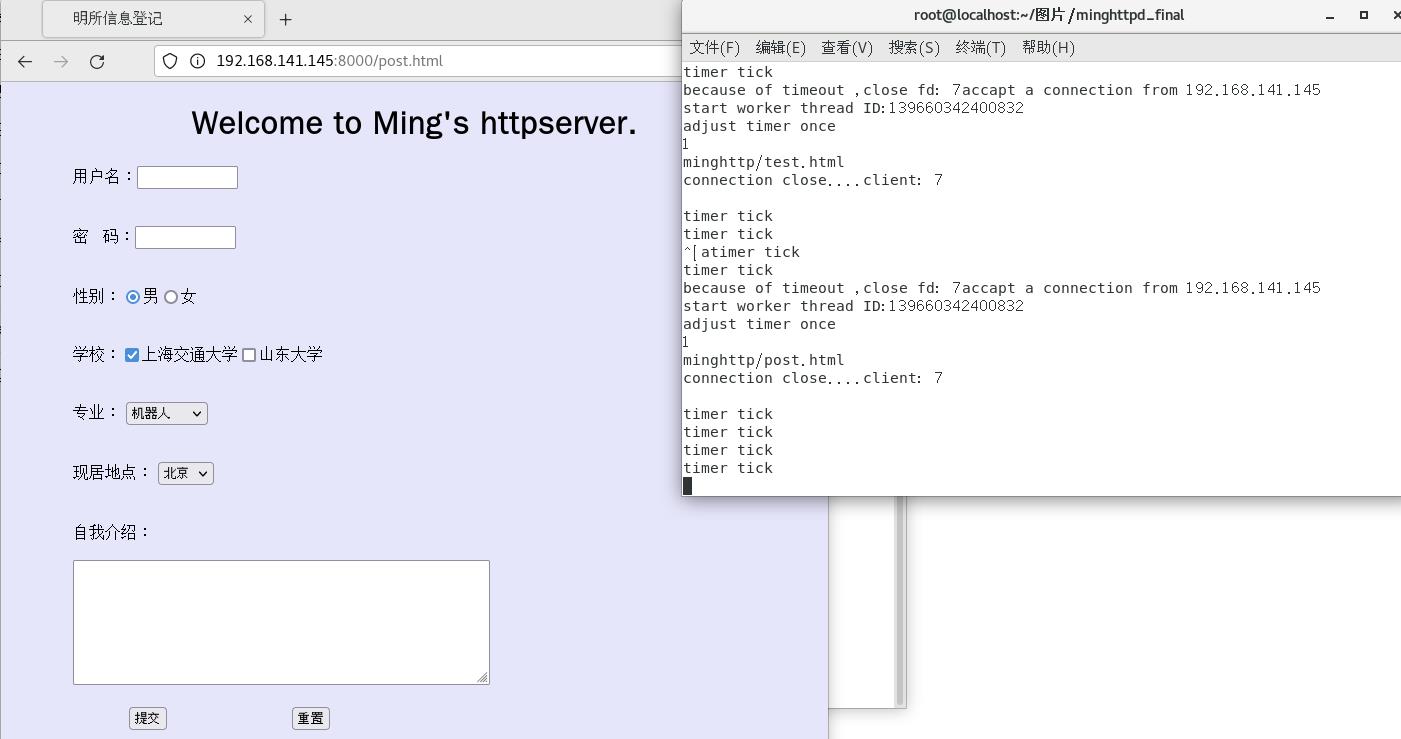 明所信息登记
192.168.141.145:8000/post.html
Welcome to Ming's httpserver.
用户名：
密 码：
性别： 男 女
学校： 上海交通大学 山东大学
专业： 机器人
现居地点： 北京
自我介绍：
提交 重置
root@localhost:~/图片/minghttpd_final
文件(F) 编辑(E) 查看(V) 搜索(S) 终端(T) 帮助(H)
timer tick
because of timeout ,close fd: 7accapt a connection from 192.168.141.145
start worker thread ID:139660342400832
adjust timer once
1
minghttp/test.html
connection close....client: 7
timer tick
timer tick
^[atimer tick
timer tick
because of timeout ,close fd: 7accapt a connection from 192.168.141.145
start worker thread ID:139660342400832
adjust timer once
1
minghttp/post.html
connection close....client: 7
timer tick
timer tick
timer tick
timer tick